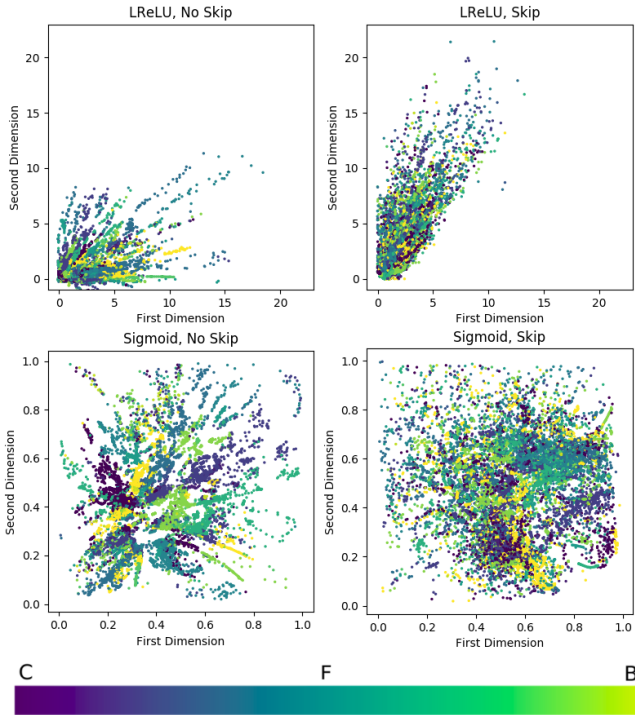 LReLU, No Skip
LReLU, Skip
Second Dimension
20
15
10
5
0
0 5 10 15 20
First Dimension
Second Dimension
20
15
10
5
0
0 5 10 15 20
First Dimension
Sigmoid, No Skip
Sigmoid, Skip
Second Dimension
1.0
0.8
0.6
0.4
0.2
0.0
0.0 0.2 0.4 0.6 0.8 1.0
First Dimension
Second Dimension
1.0
0.8
0.6
0.4
0.2
0.0
0.0 0.2 0.4 0.6 0.8 1.0
First Dimension
C F B